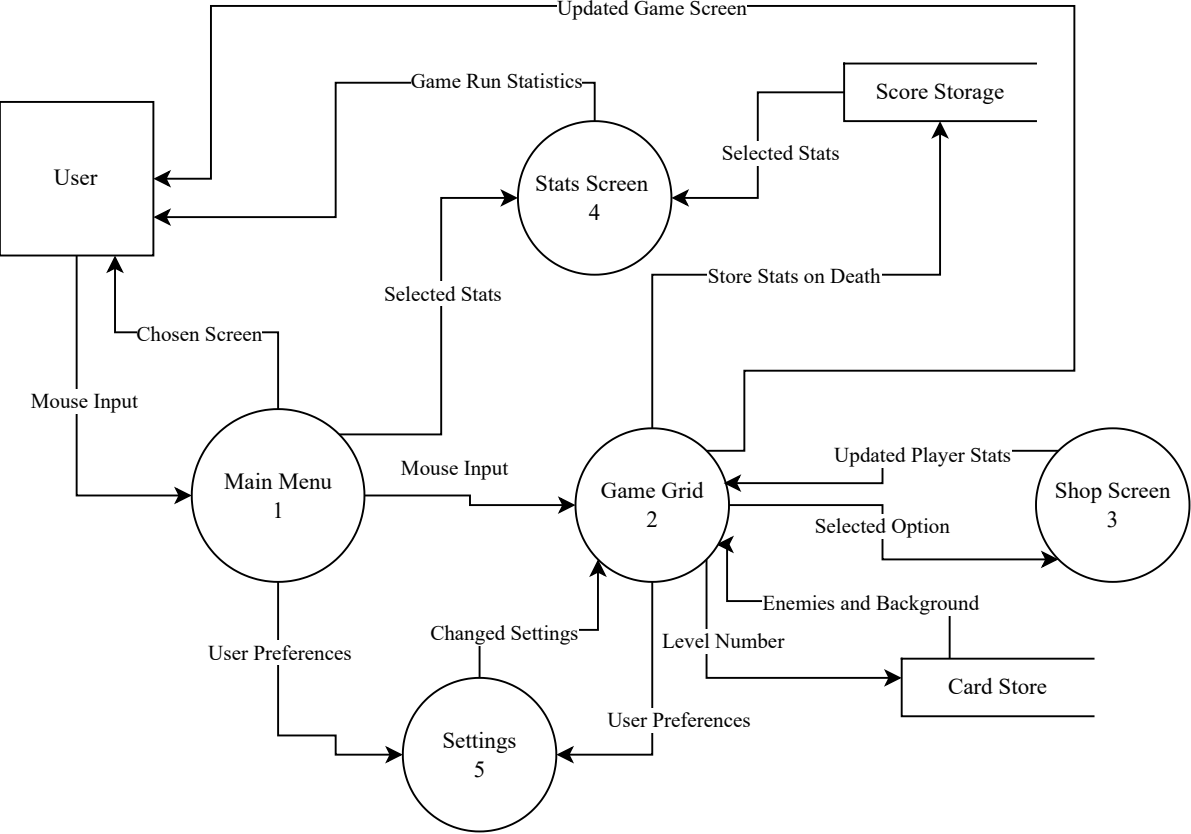 Updated Game Screen
Game Run Statistics
Score Storage
Selected Stats
User
Stats Screen
4
Store Stats on Death
Selected Stats
Chosen Screen
Mouse Input
Updated Player Stats
Mouse Input
Main Menu
1
Game Grid
2
Shop Screen
3
Selected Option
Enemies and Background
Changed Settings
Level Number
User Preferences
Card Store
User Preferences
Settings
5